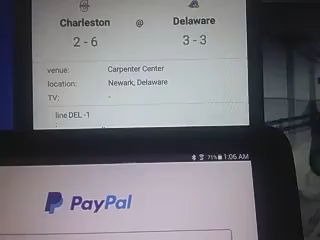 Charleston @ Delaware
2 - 6 3 - 3
venue: Carpenter Center
location: Newark, Delaware
TV: -
line DEL -1
71% 1:06 AM
PayPal